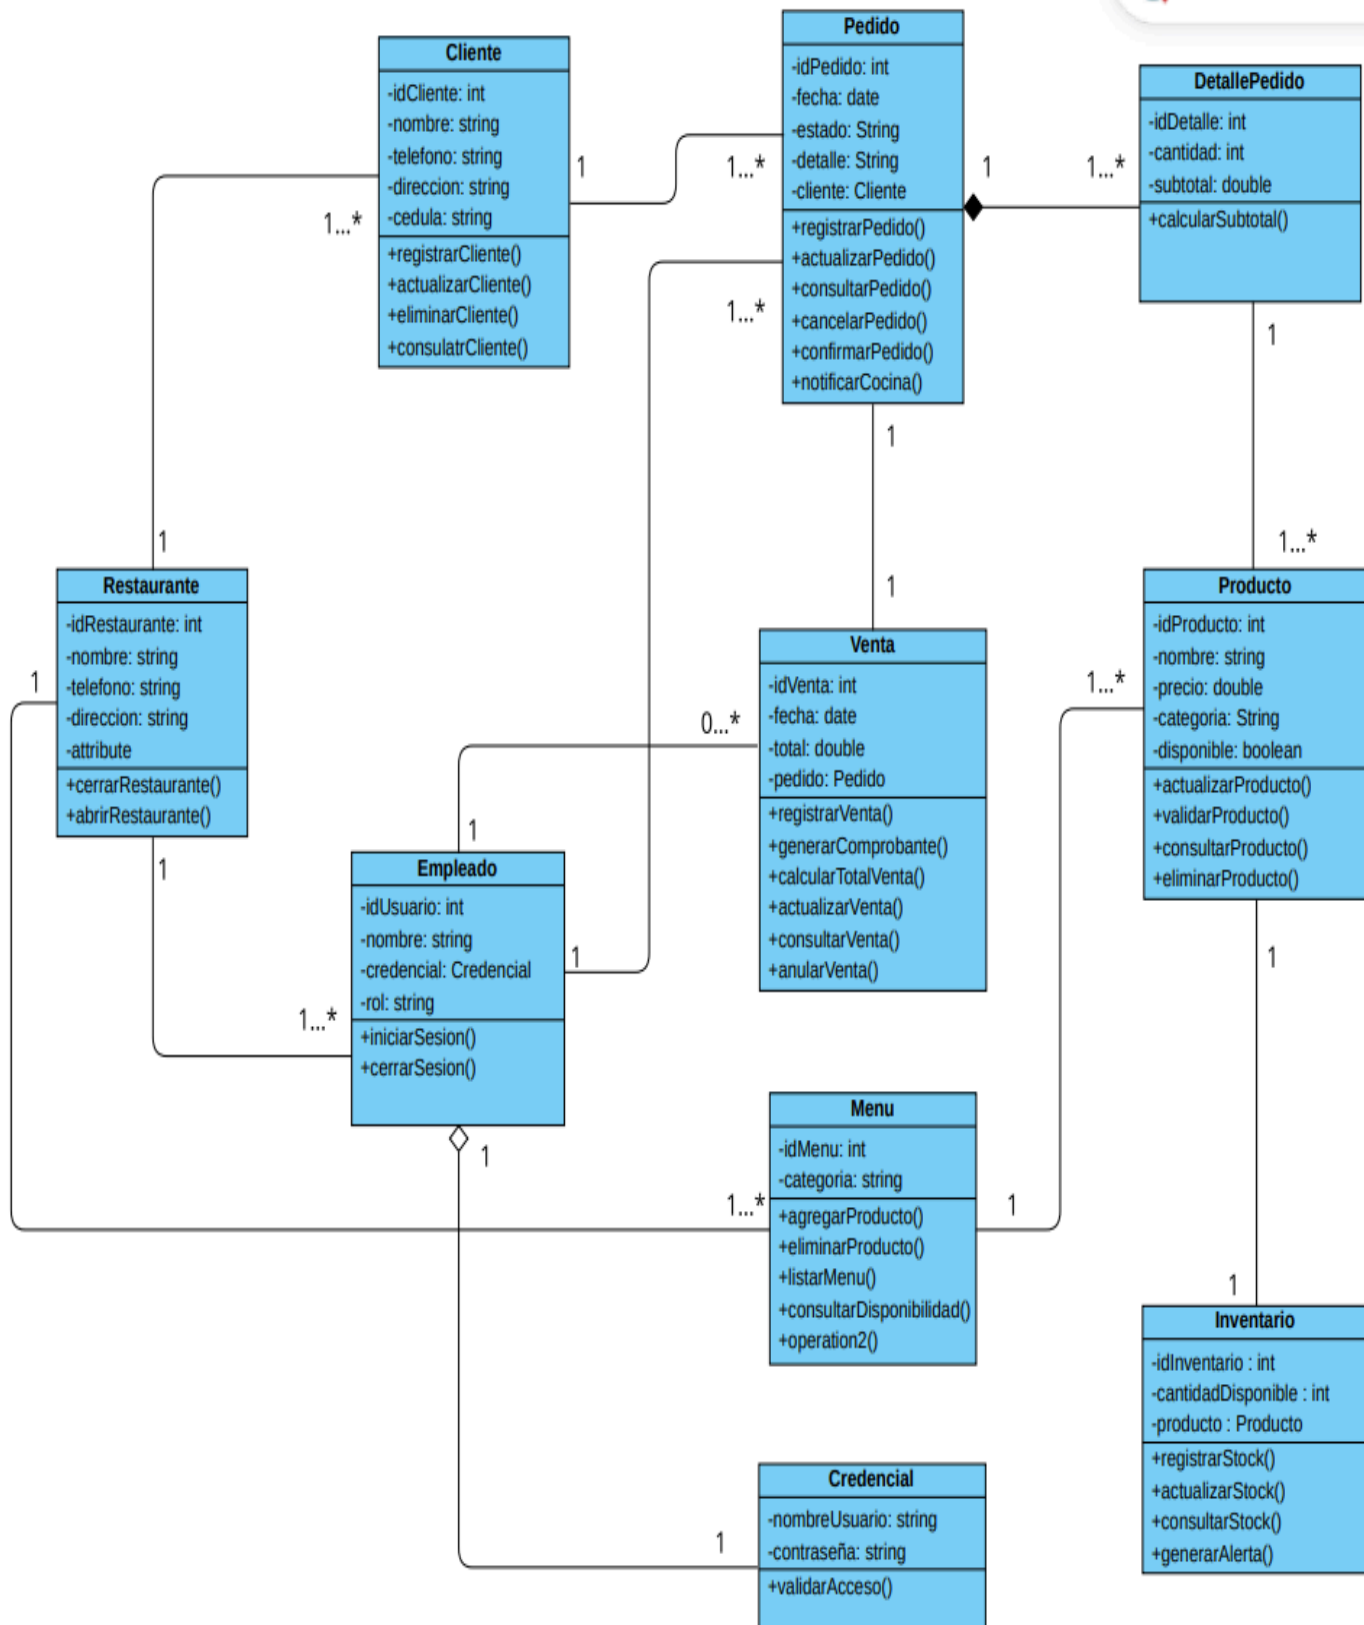 Cliente
-idCliente: int
-nombre: string
-telefono: string
-direccion: string
-cedula: string
+registrarCliente()
+actualizarCliente()
+eliminarCliente()
+consulatrCliente()
1...*
1
1
1...*
Pedido
-idPedido: int
-fecha: date
-estado: String
-detalle: String
-cliente: Cliente
+registrarPedido()
+actualizarPedido()
+consultarPedido()
+cancelarPedido()
+confirmarPedido()
+notificarCocina()
1...*
1
1
1...*
DetallePedido
-idDetalle: int
-cantidad: int
-subtotal: double
+calcularSubtotal()
1
1...*
Restaurante
-idRestaurante: int
-nombre: string
-telefono: string
-direccion: string
-attribute
+cerrarRestaurante()
+abrirRestaurante()
1
1
1
Venta
-idVenta: int
-fecha: date
-total: double
-pedido: Pedido
+registrarVenta()
+generarComprobante()
+calcularTotalVenta()
+actualizarVenta()
+consultarVenta()
+anularVenta()
0...*
Producto
-idProducto: int
-nombre: string
-precio: double
-categoria: String
-disponible: boolean
+actualizarProducto()
+validarProducto()
+consultarProducto()
+eliminarProducto()
1...*
1
1
Empleado
-idUsuario: int
-nombre: string
-credencial: Credencial
-rol: string
+iniciarSesion()
+cerrarSesion()
1
1...*
1
Menu
-idMenu: int
-categoria: string
+agregarProducto()
+eliminarProducto()
+listarMenu()
+consultarDisponibilidad()
+operation2()
1...*
1
1
Inventario
-idInventario : int
-cantidadDisponible : int
-producto : Producto
+registrarStock()
+actualizarStock()
+consultarStock()
+generarAlerta()
1
Credencial
-nombreUsuario: string
-contraseña: string
+validarAcceso()